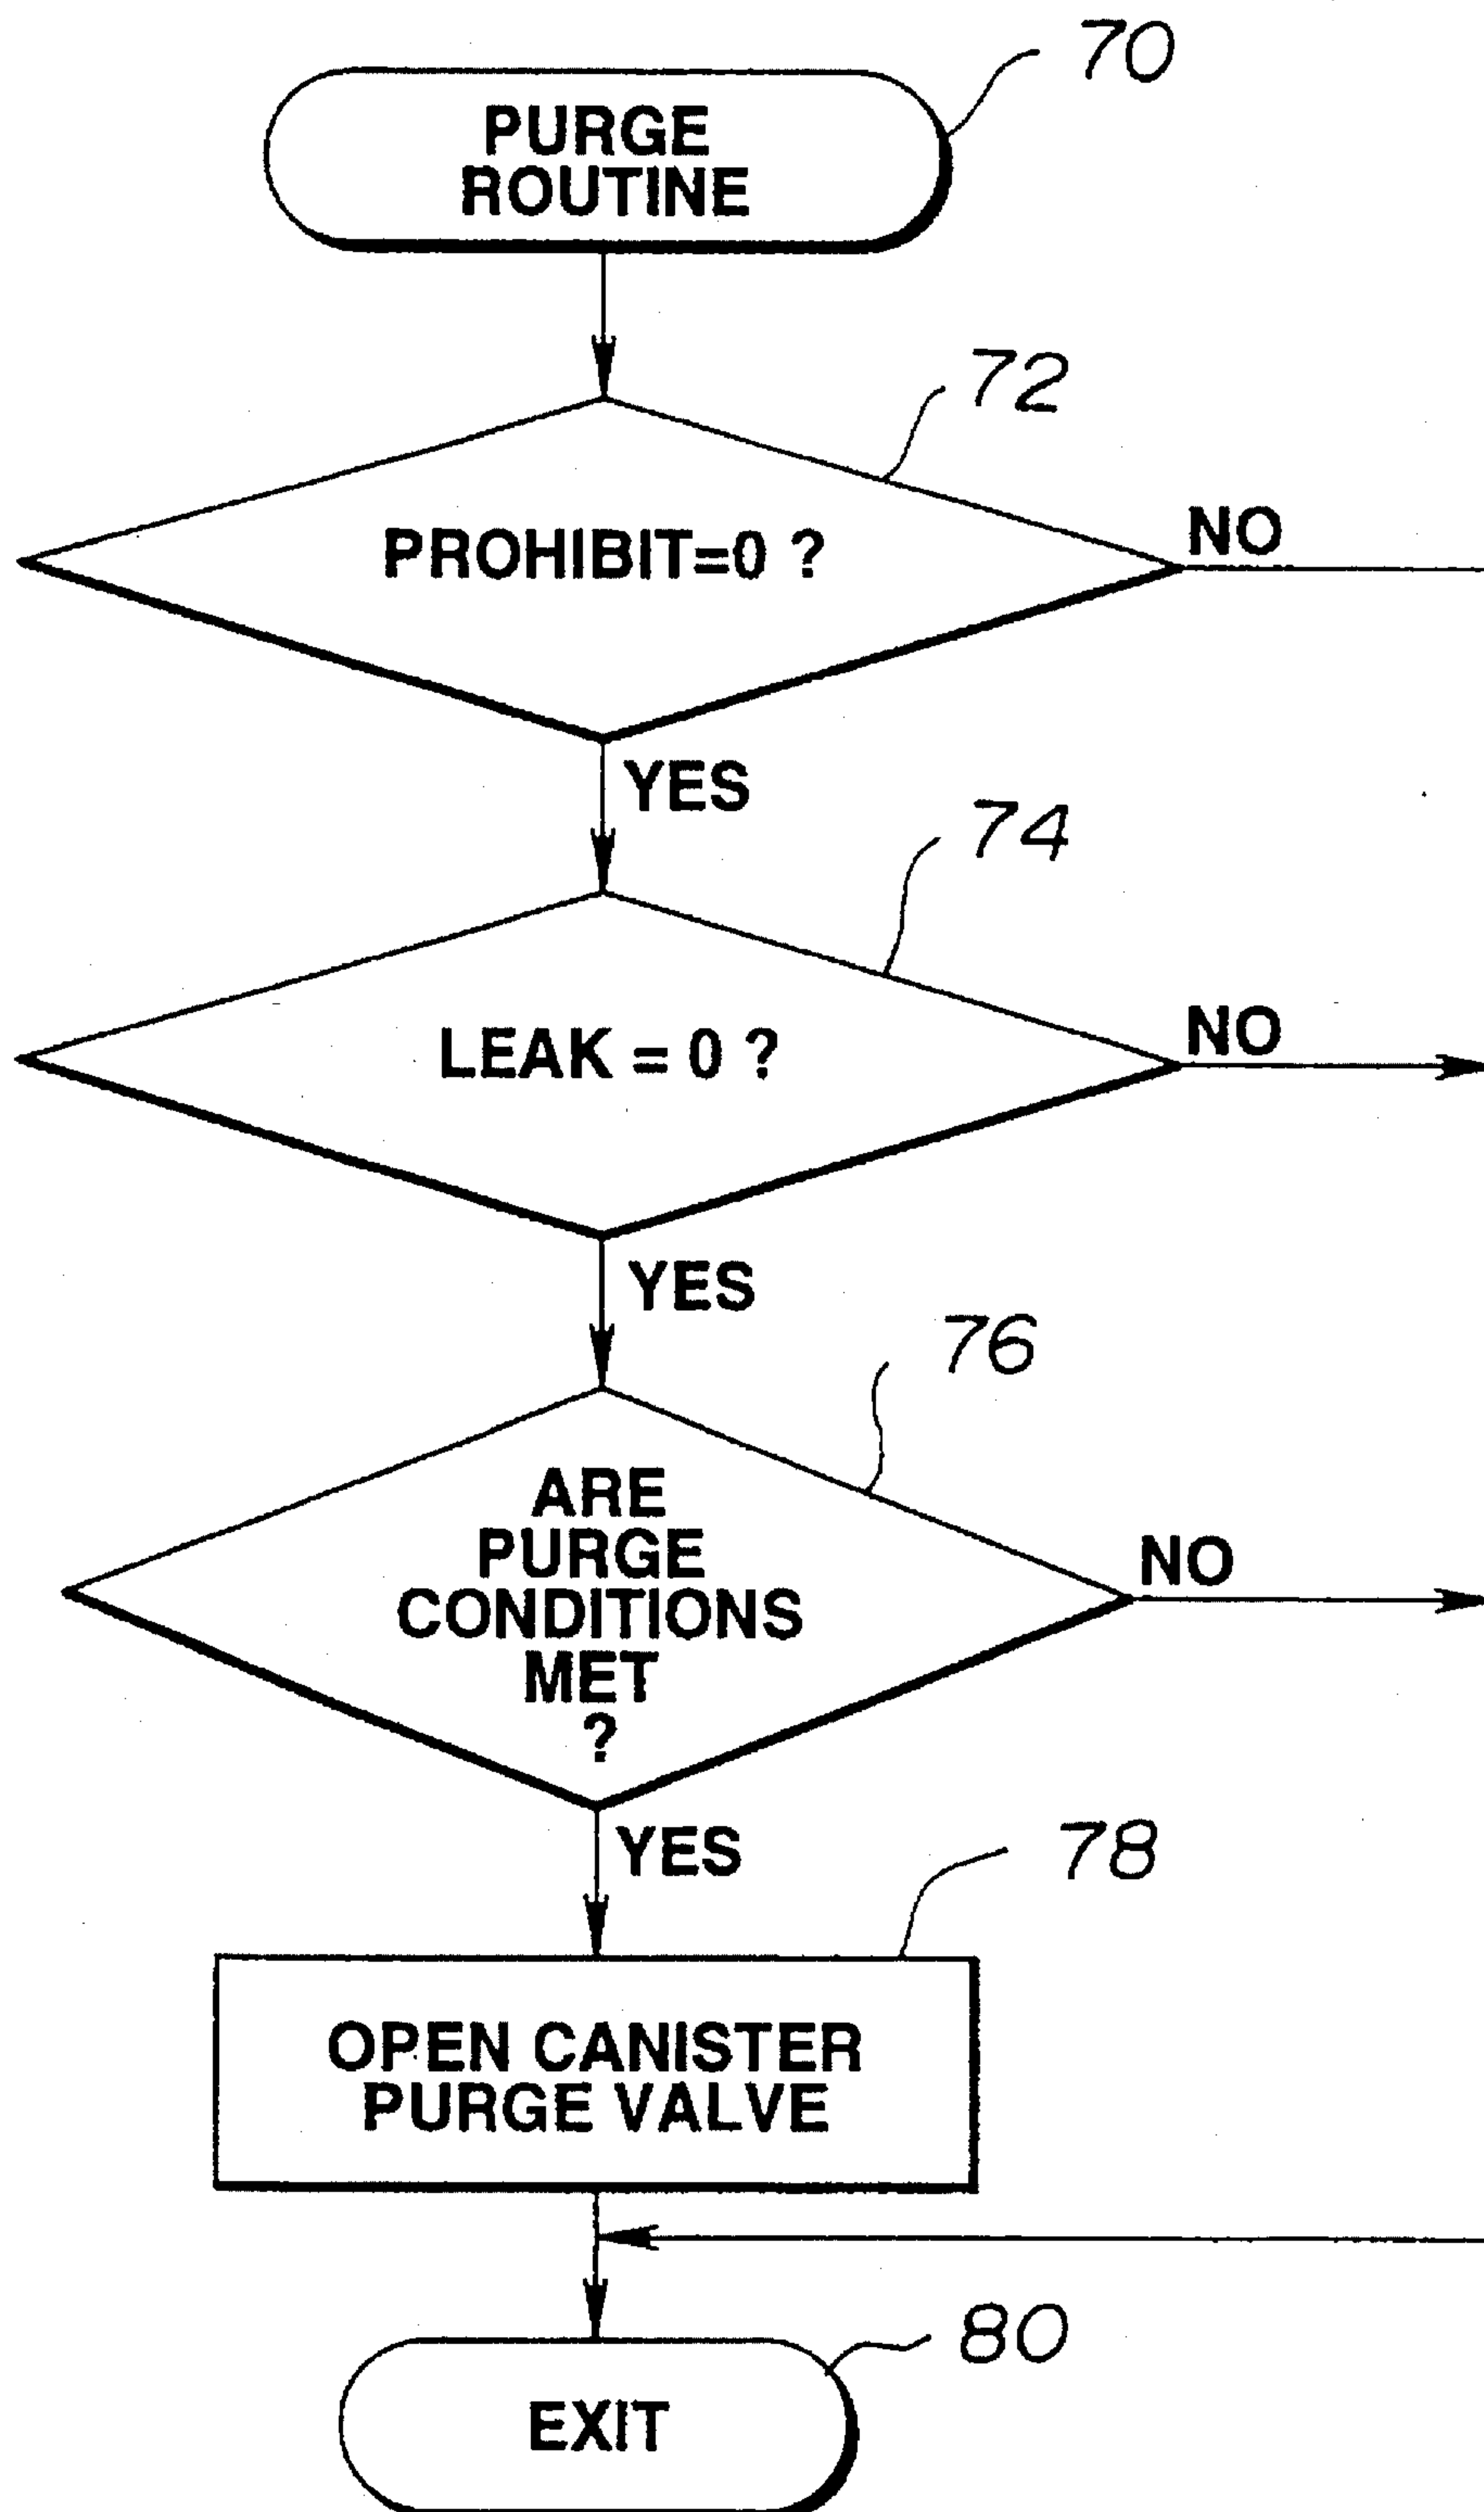 70
PURGE
ROUTINE
72
PROHIBIT=0 ?
NO
YES
74
LEAK = 0 ?
NO
YES
76
ARE
PURGE
CONDITIONS
MET
?
NO
YES
78
OPEN CANISTER
PURGE VALVE
80
EXIT